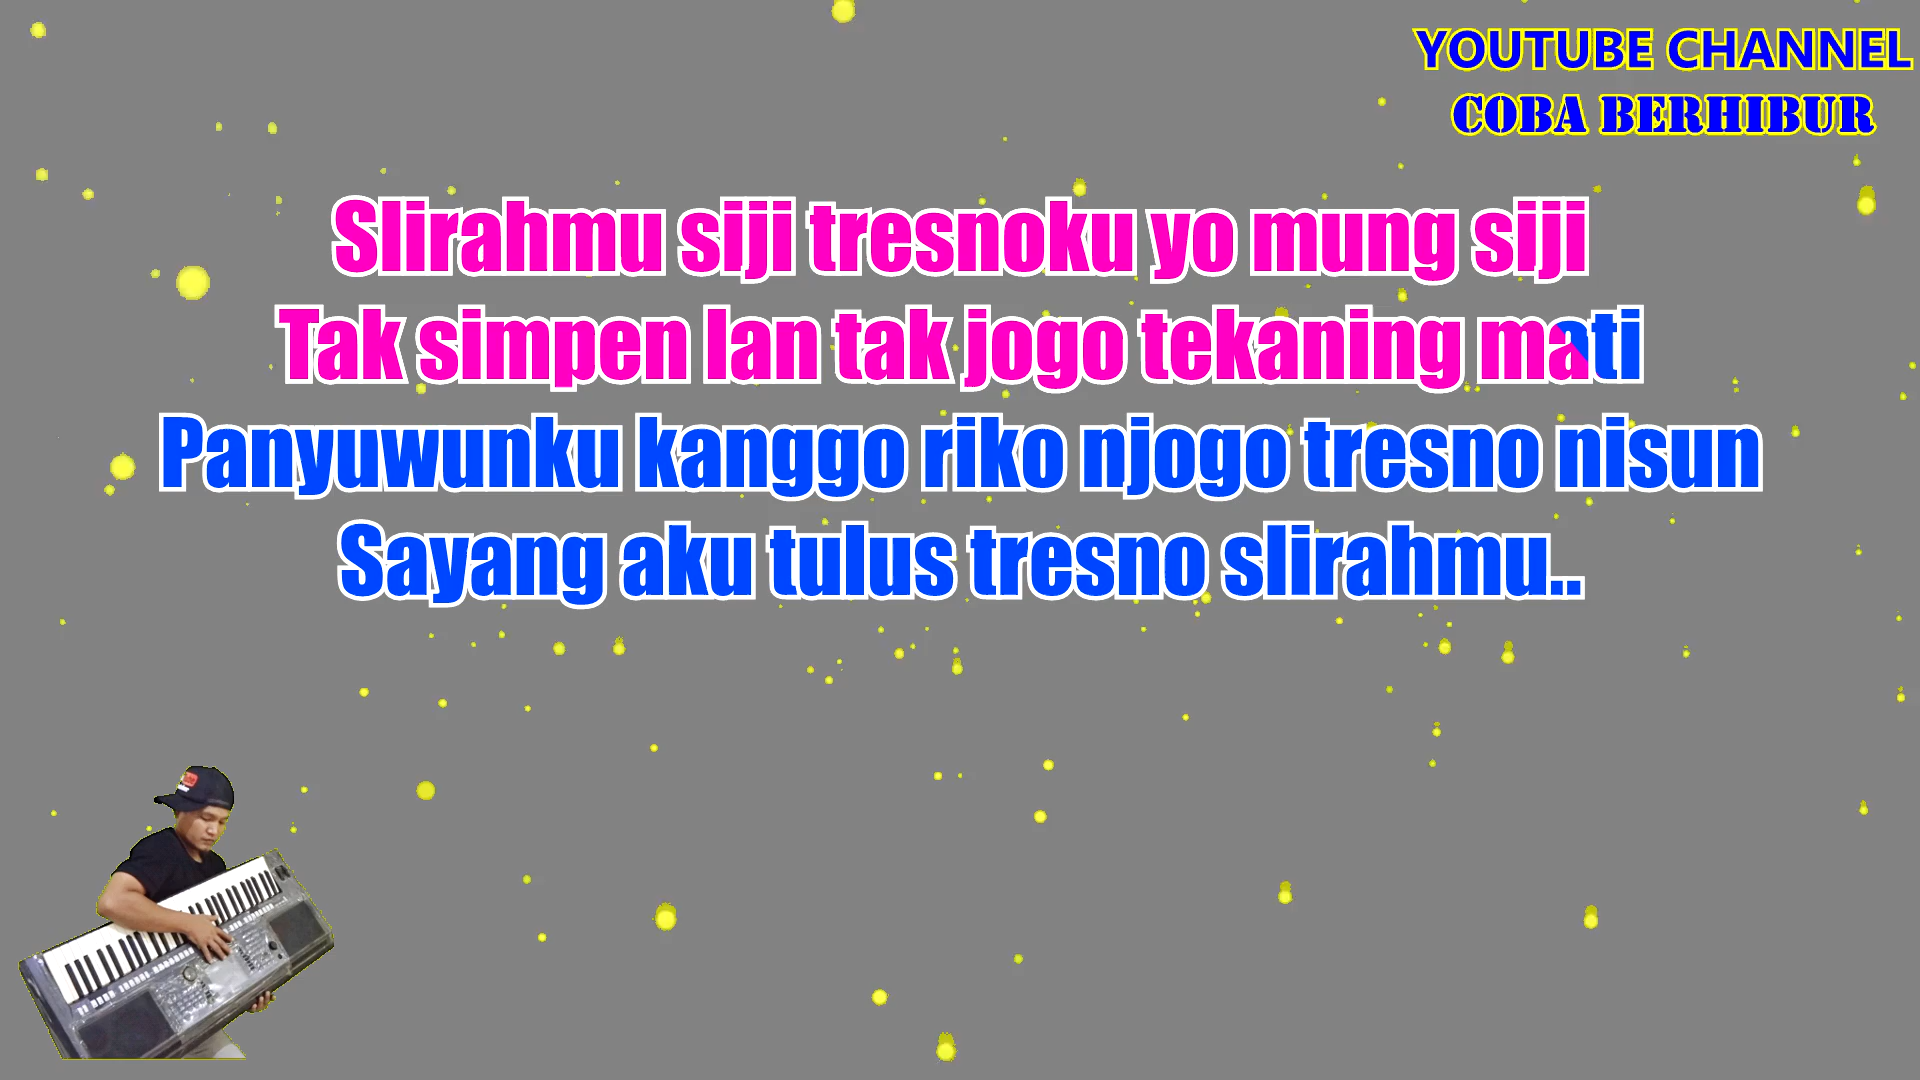 YOUTUBE CHANNEL
COBA BERHIBUR
Slirahmu siji tresnoku yo mung siji
Tak simpen lan tak jogo tekaning mati
Panyuwunku kanggo riko njogo tresno nisun
Sayang aku tulus tresno slirahmu..